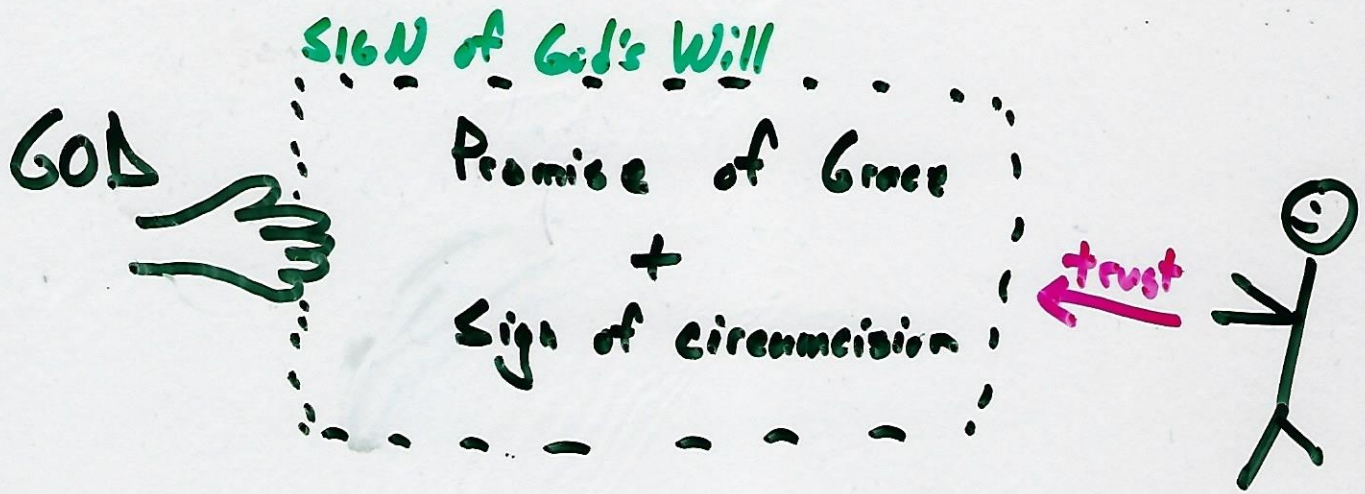 SIGN of God's Will
GOD
Promise of Grace
+
Sign of circumcision
trust